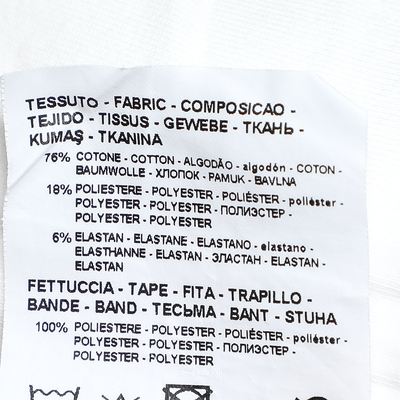 TESSUTO - FABRIC - COMPOSICAO -
TEJIDO - TISSUS - GEWEBE - ТКАНЬ -
KUMAŞ - TKANINA
76% COTONE - COTTON - ALGODÃO - algodón - COTON -
BAUMWOLLE - ХЛОПОК - PAMUK - BAVLNA
18% POLIESTERE - POLYESTER - POLIÉSTER - poliéster -
POLYESTER - POLYESTER - ПОЛИЭСТЕР -
POLYESTER - POLYESTER
6% ELASTAN - ELASTANE - ELASTANO - elastano -
ELASTHANNE - ELASTAN - ЭЛАСТАН - ELASTAN -
ELASTAN
FETTUCCIA - TAPE - FITA - TRAPILLO -
BANDE - BAND - ТЕСЬМА - BANT - STUHA
100% POLIESTERE - POLYESTER - POLIÉSTER - poliéster -
POLYESTER - POLYESTER - ПОЛИЭСТЕР -
POLYESTER - POLYESTER